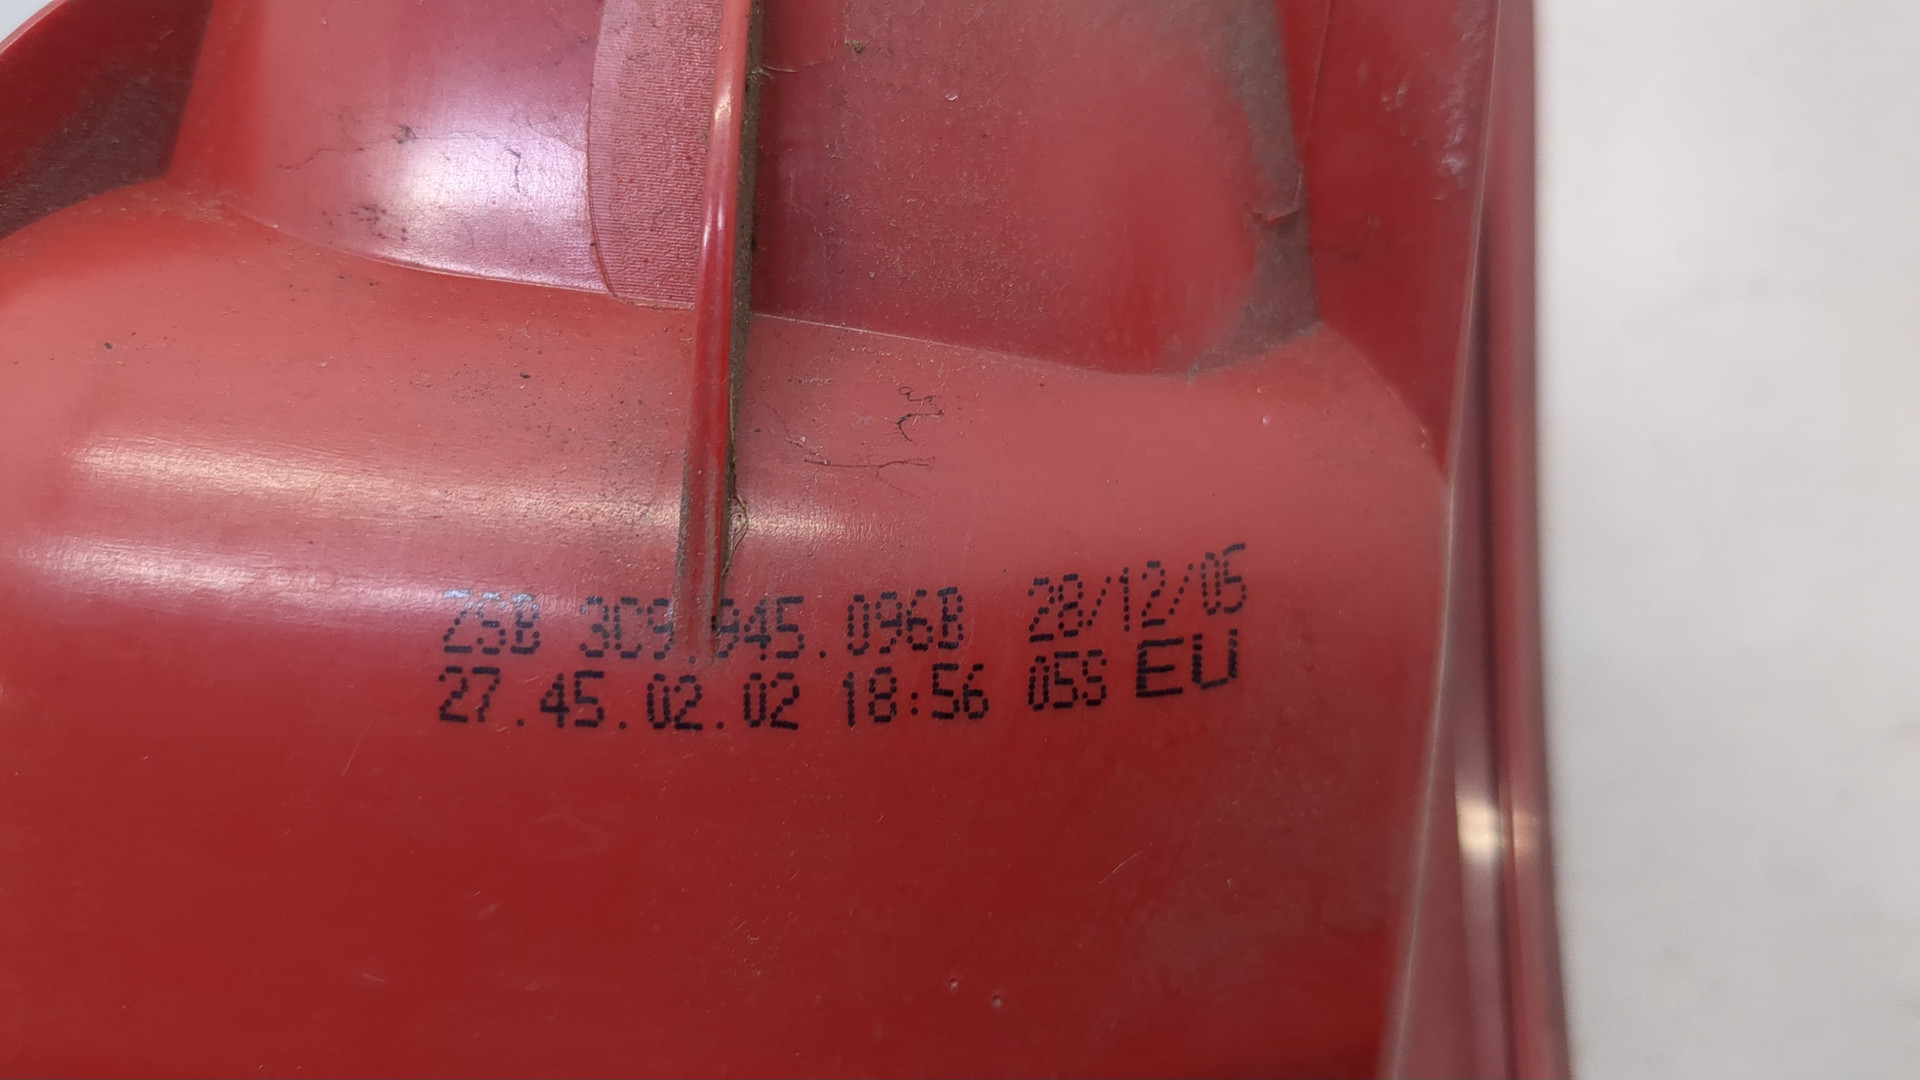 ZSB 3C9.945.096B 28/12/05
27.45.02.02 18:56 05S EU